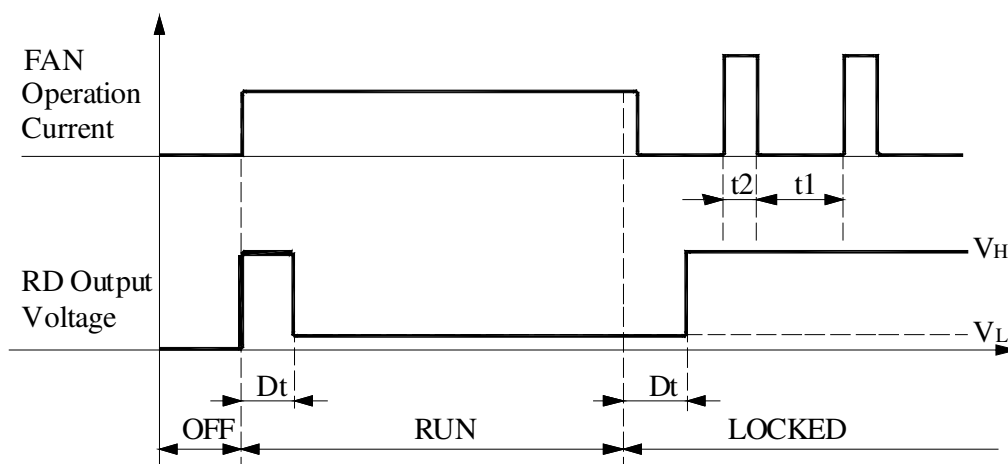 FAN
Operation
Current
t2
t1
VH
RD Output
Voltage
VL
Dt
Dt
OFF
RUN
LOCKED